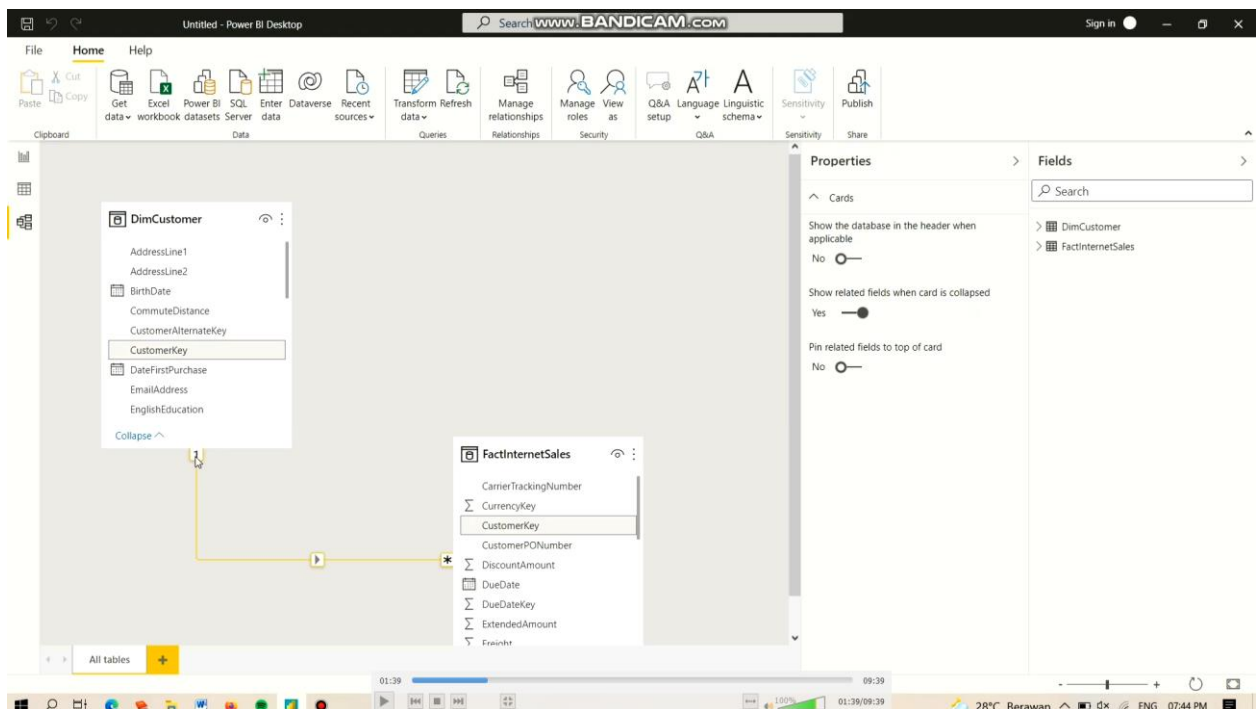 Untitled - Power BI Desktop
Search
WWW.BANDICAM.COM
Sign in
File Home Help
Paste
Cut
Copy
Get data
Excel workbook
Power BI datasets
SQL Server
Enter data
Dataverse
Recent sources
Transform data
Refresh
Manage relationships
Manage roles
View as
Q&A setup
Language
Linguistic schema
Sensitivity
Publish
Clipboard
Data
Queries
Relationships
Security
Q&A
Sensitivity
Share
DimCustomer
AddressLine1
AddressLine2
BirthDate
CommuteDistance
CustomerAlternateKey
CustomerKey
DateFirstPurchase
EmailAddress
EnglishEducation
Collapse
1
*
FactInternetSales
CarrierTrackingNumber
∑ CurrencyKey
CustomerKey
CustomerPONumber
∑ DiscountAmount
DueDate
∑ DueDateKey
∑ ExtendedAmount
∑ Freight
Properties
Cards
Show the database in the header when
applicable
No
Show related fields when card is collapsed
Yes
Pin related fields to top of card
No
Fields
Search
DimCustomer
FactInternetSales
All tables
+
01:39
09:39
- +
100%
01:39/09:39
28°C Berawan
ENG
07:44 PM